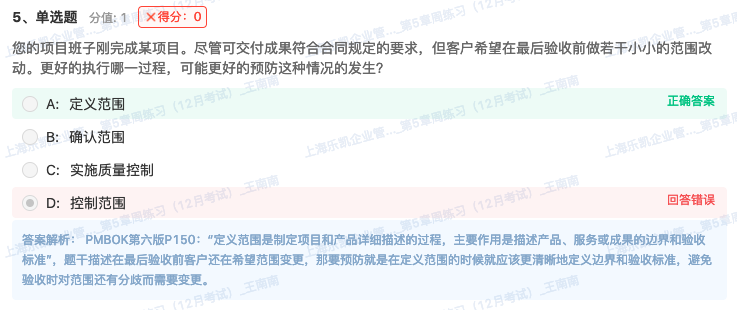 5、单选题 分值: 1 ✕得分：0
您的项目班子刚完成某项目。尽管可交付成果符合合同规定的要求，但客户希望在最后验收前做若干小小的范围改
动。更好的执行哪一过程，可能更好的预防这种情况的发生?
A: 定义范围 正确答案
B: 确认范围
C: 实施质量控制
D: 控制范围 回答错误
答案解析： PMBOK第六版P150：“定义范围是制定项目和产品详细描述的过程，主要作用是描述产品、服务或成果的边界和验收
标准”，题干描述在最后验收前客户还在希望范围变更，那要预防就是在定义范围的时候就应该更清晰地定义边界和验收标准，避免
验收时对范围还有分歧而需要变更。
上海乐凯企业管..._第5章周练习（12月考试）_王南南